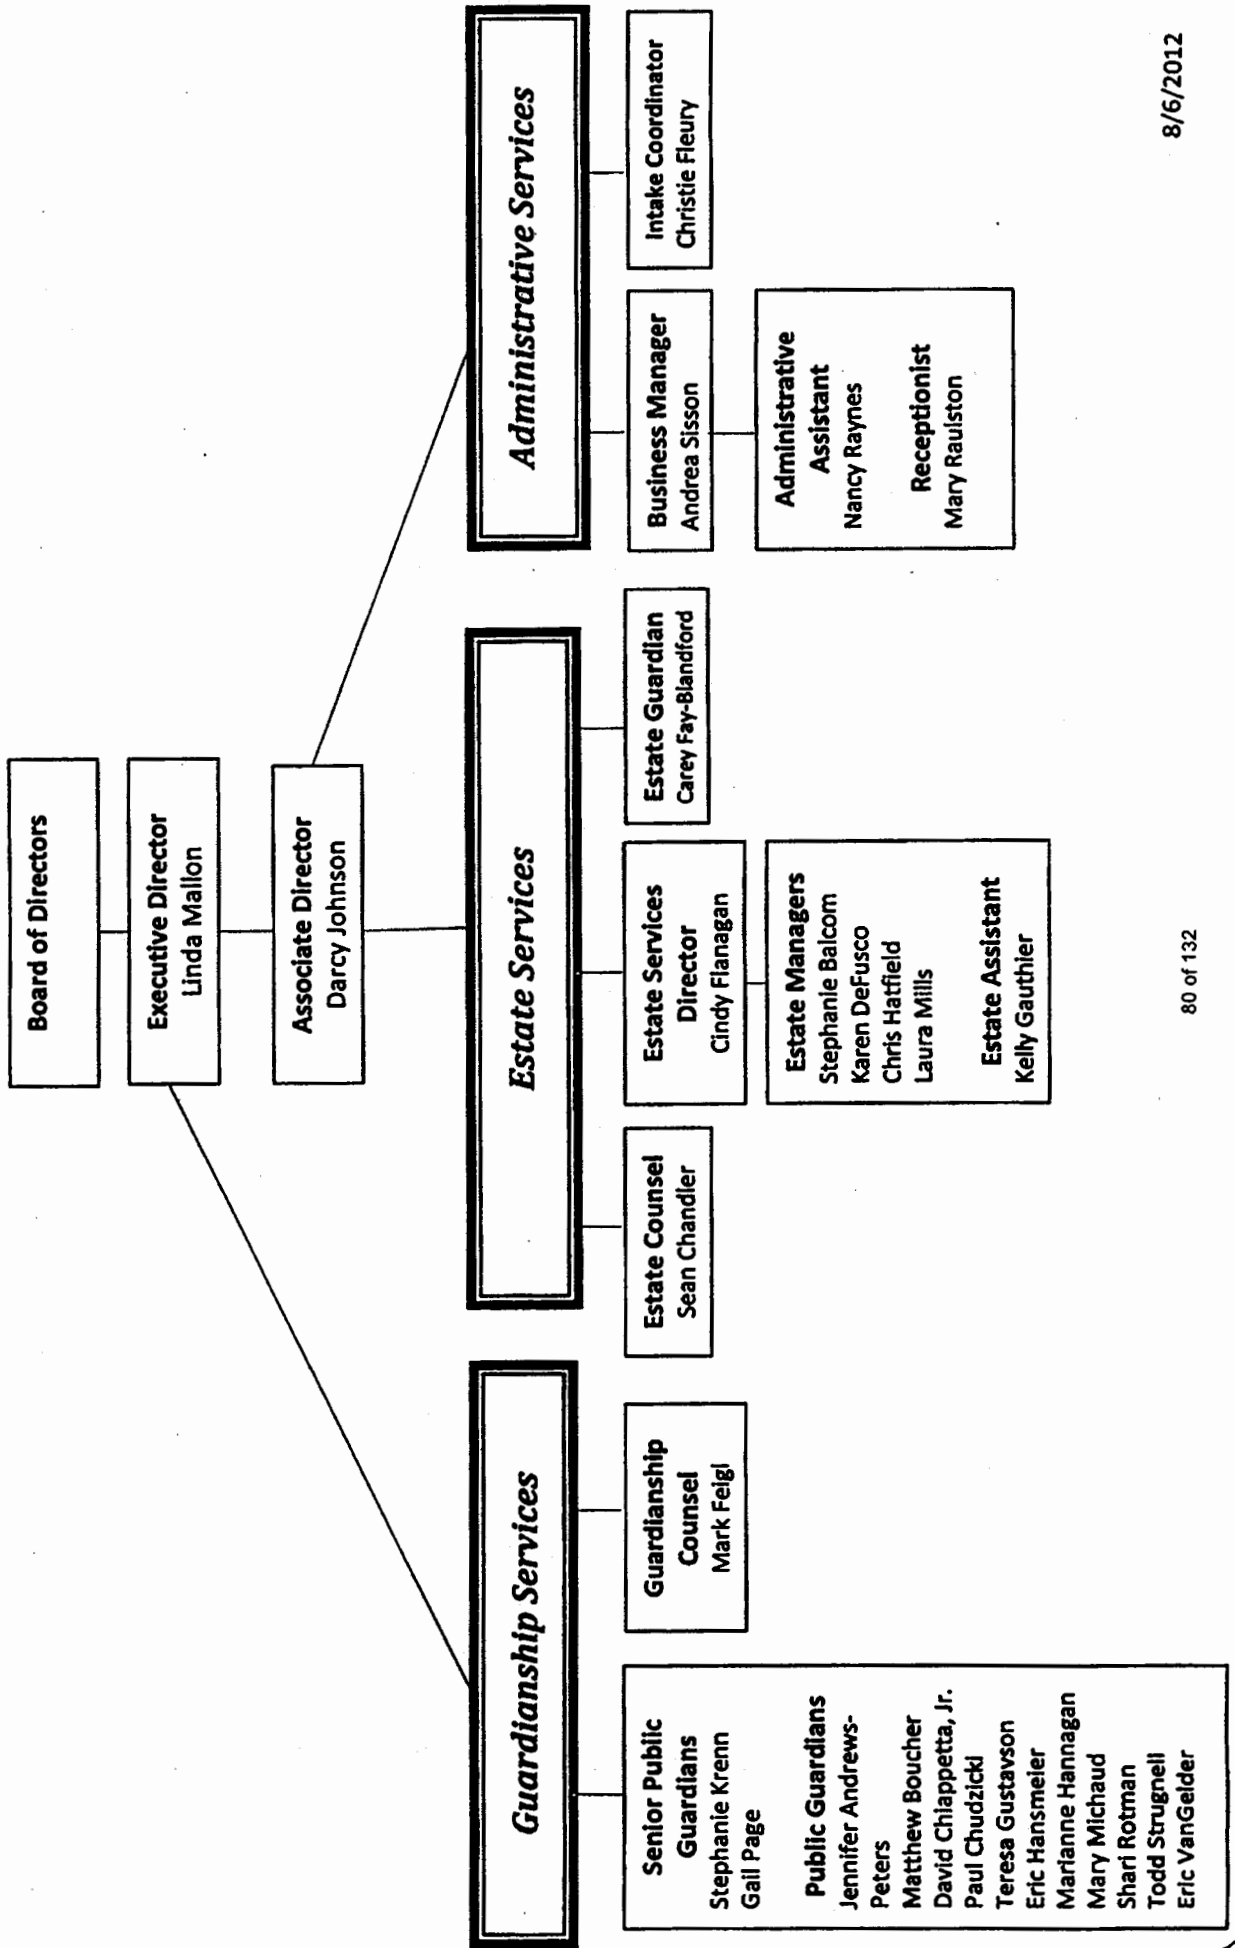 Board of Directors
Executive Director
Linda Mallon
Associate Director
Darcy Johnson
Guardianship Services
Senior Public
Guardians
Stephanie Krenn
Gail Page
Public Guardians
Jennifer Andrews-
Peters
Matthew Boucher
David Chiappetta, Jr.
Paul Chudzicki
Teresa Gustavson
Eric Hansmeier
Marianne Hannagan
Mary Michaud
Shari Rotman
Todd Strugnell
Eric VanGelder
Guardianship
Counsel
Mark Feigl
Estate Services
Estate Counsel
Sean Chandler
Estate Services
Director
Cindy Flanagan
Estate Managers
Stephanie Balcom
Karen DeFusco
Chris Hatfield
Laura Mills
Estate Assistant
Kelly Gauthier
Estate Guardian
Carey Fay-Blandford
Administrative Services
Business Manager
Andrea Sisson
Administrative
Assistant
Nancy Raynes
Receptionist
Mary Raulston
Intake Coordinator
Christie Fleury
80 of 132
8/6/2012